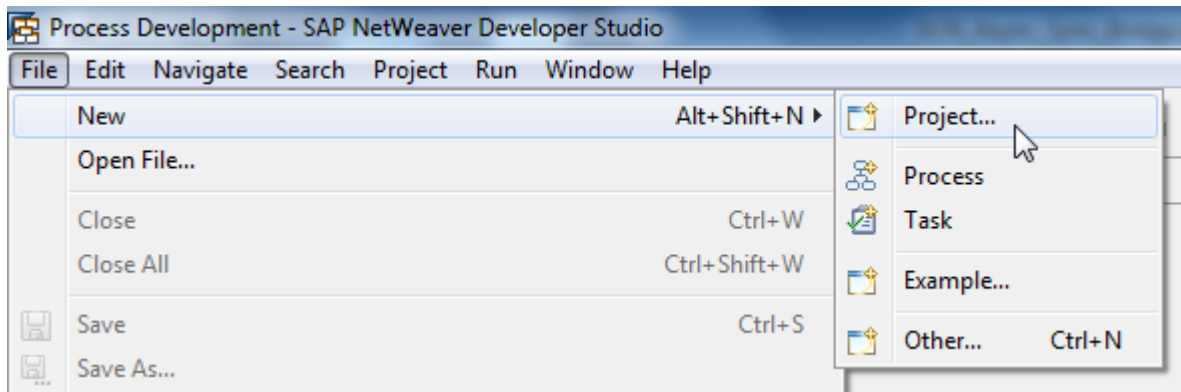 Process Development - SAP NetWeaver Developer Studio
File Edit Navigate Search Project Run Window Help
New Alt+Shift+N
Open File...
Close Ctrl+W
Close All Ctrl+Shift+W
Save Ctrl+S
Save As...
Project...
Process
Task
Example...
Other... Ctrl+N